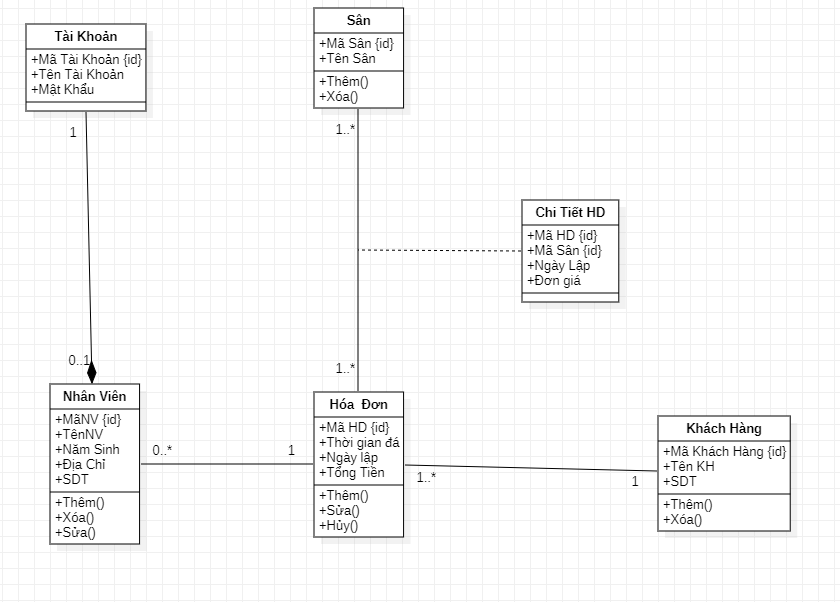 Tài Khoản
+Mã Tài Khoản {id}
+Tên Tài Khoản
+Mật Khẩu
1
0..1
Sân
+Mã Sân {id}
+Tên Sân
+Thêm()
+Xóa()
1..*
1..*
Chi Tiết HD
+Mã HD {id}
+Mã Sân {id}
+Ngày Lập
+Đơn giá
Nhân Viên
+MãNV {id}
+TênNV
+Năm Sinh
+Địa Chỉ
+SDT
+Thêm()
+Xóa()
+Sửa()
0..*
1
Hóa Đơn
+Mã HD {id}
+Thời gian đá
+Ngày lập
+Tổng Tiền
+Thêm()
+Sửa()
+Hủy()
1..*
1
Khách Hàng
+Mã Khách Hàng {id}
+Tên KH
+SDT
+Thêm()
+Xóa()